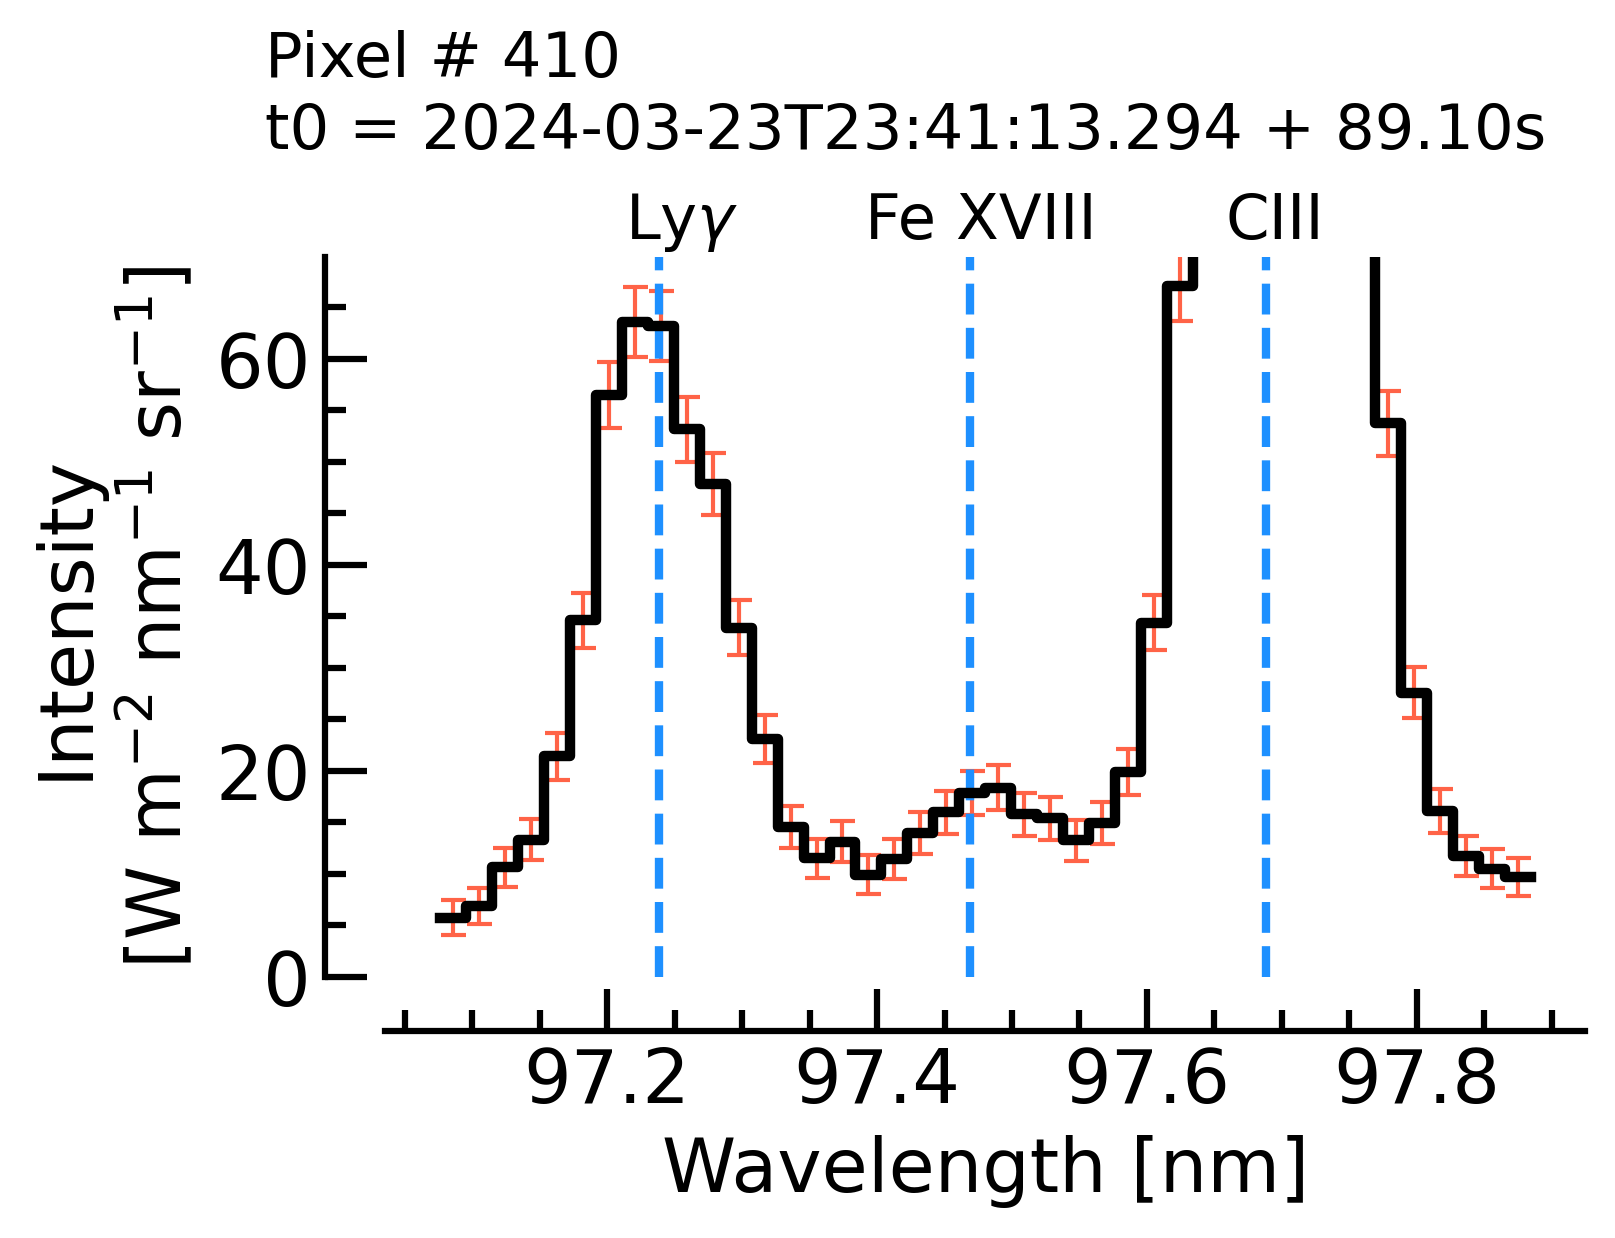 Pixel # 410
t0 = 2024-03-23T23:41:13.294 + 89.10s
Lyγ Fe XVIII CIII
Intensity
[W m⁻² nm⁻¹ sr⁻¹]
60
40
20
0
97.2 97.4 97.6 97.8
Wavelength [nm]